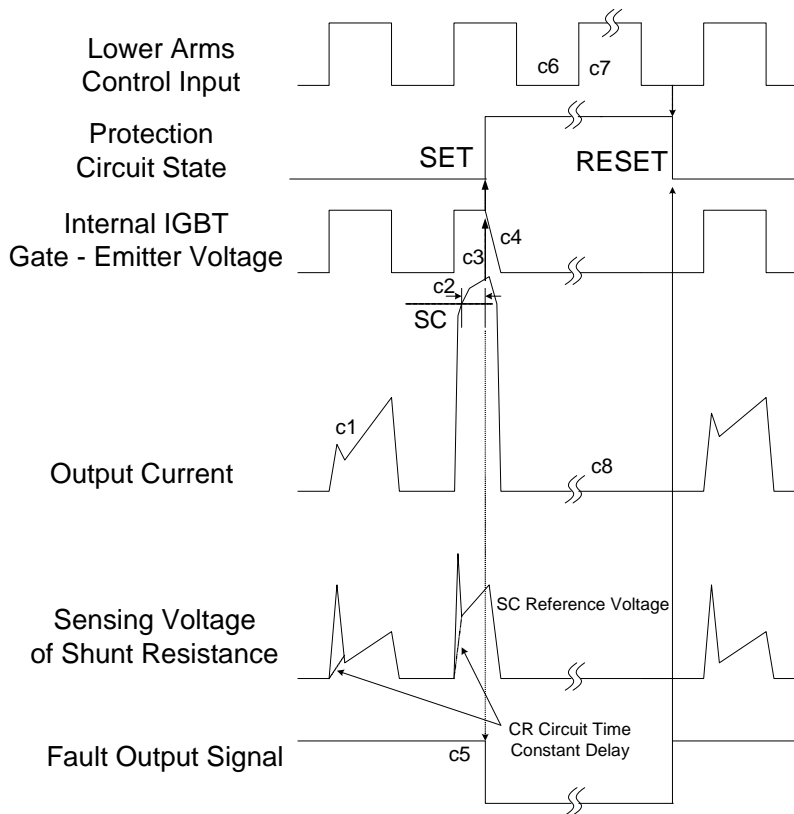 Lower Arms
Control Input
c6
c7
Protection
Circuit State
SET
RESET
Internal IGBT
Gate - Emitter Voltage
c4
c3
c2
SC
c1
Output Current
c8
SC Reference Voltage
Sensing Voltage
of Shunt Resistance
CR Circuit Time
Constant Delay
Fault Output Signal
c5